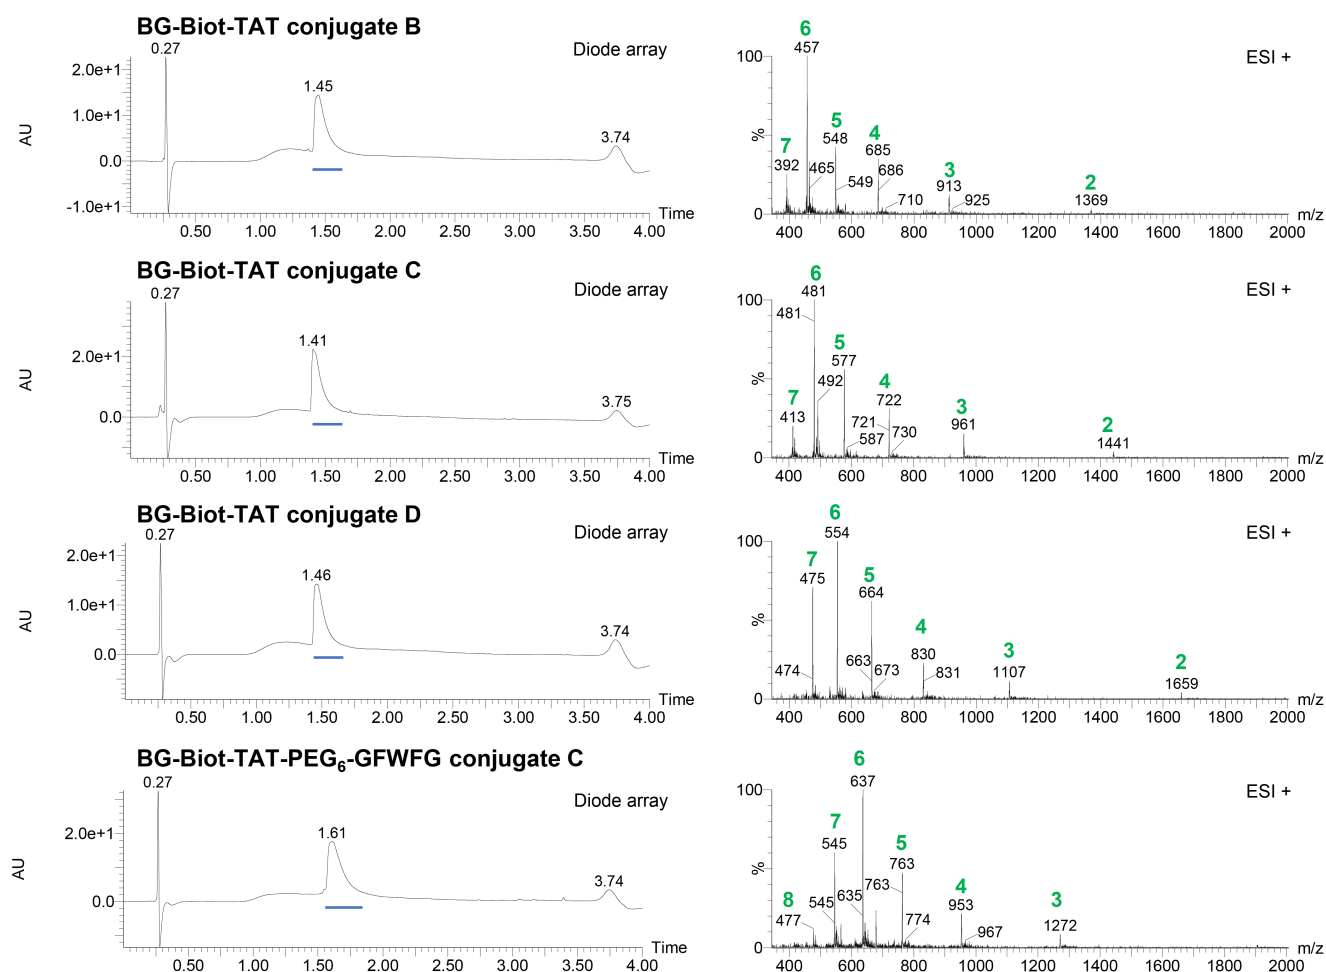 BG-Biot-TAT conjugate B
Diode array
0.27
2.0e+1
1.45
1.0e+1
3.74
0.0
-1.0e+1
AU
Time
0.50 1.00 1.50 2.00 2.50 3.00 3.50 4.00
6
457
ESI +
100
5
548
4
685
7
392
465
686
549
3
913
710
925
2
1369
%
0
m/z
400 600 800 1000 1200 1400 1600 1800 2000
BG-Biot-TAT conjugate C
Diode array
0.27
1.41
2.0e+1
3.75
0.0
AU
Time
0.50 1.00 1.50 2.00 2.50 3.00 3.50 4.00
6
481
ESI +
100
481
5
577
492
4
722
7
413
721
730
587
3
961
2
1441
%
0
m/z
400 600 800 1000 1200 1400 1600 1800 2000
BG-Biot-TAT conjugate D
Diode array
0.27
2.0e+1
1.46
1.0e+1
3.74
0.0
AU
Time
0.50 1.00 1.50 2.00 2.50 3.00 3.50 4.00
6
554
ESI +
100
7
475
5
664
4
830
474
663
673
831
3
1107
2
1659
%
0
m/z
400 600 800 1000 1200 1400 1600 1800 2000
BG-Biot-TAT-PEG6-GFWFG conjugate C
Diode array
0.27
2.0e+1
1.61
3.74
0.0
AU
Time
0.50 1.00 1.50 2.00 2.50 3.00 3.50 4.00
6
637
ESI +
100
7
545
5
763
763
8
477
545
635
774
4
953
967
3
1272
%
0
m/z
400 600 800 1000 1200 1400 1600 1800 2000